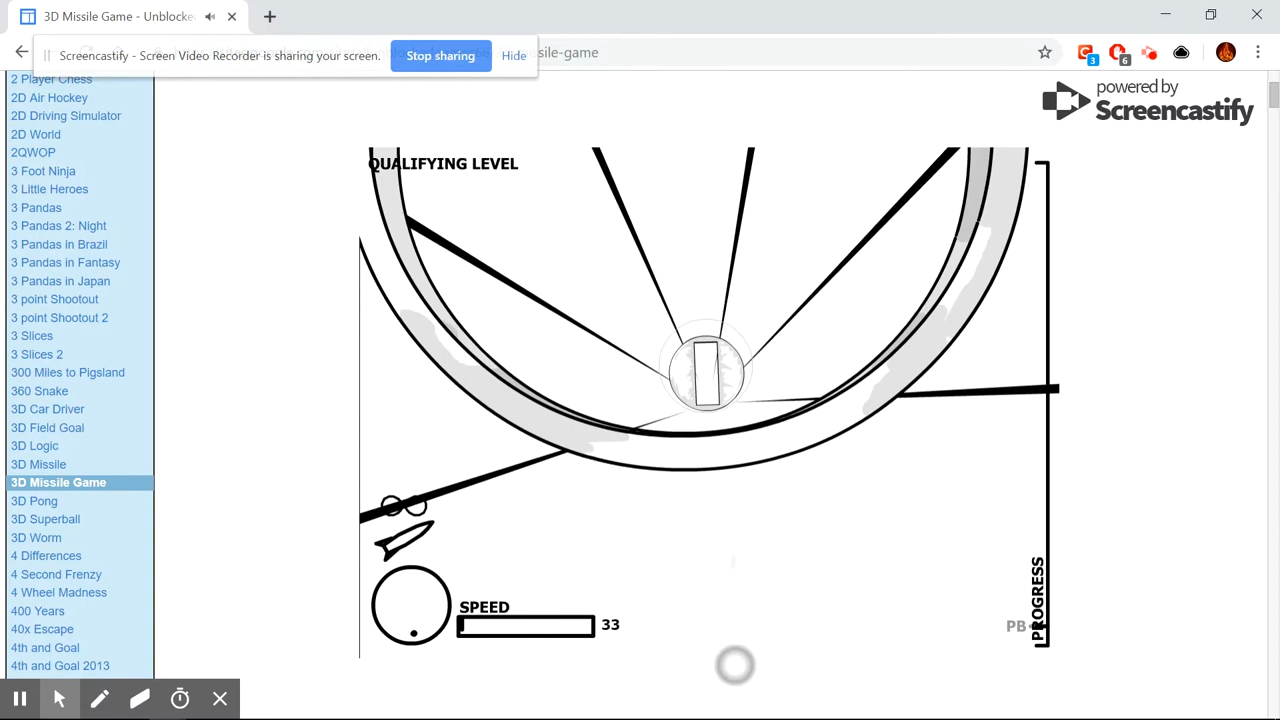 3D Missile Game - Unblocke
Screencastify - Screen Video Recorder is sharing your screen.
Stop sharing
Hide
sile-game
3
6
2 Player Chess
2D Air Hockey
2D Driving Simulator
2D World
2QWOP
3 Foot Ninja
3 Little Heroes
3 Pandas
3 Pandas 2: Night
3 Pandas in Brazil
3 Pandas in Fantasy
3 Pandas in Japan
3 point Shootout
3 point Shootout 2
3 Slices
3 Slices 2
300 Miles to Pigsland
360 Snake
3D Car Driver
3D Field Goal
3D Logic
3D Missile
3D Missile Game
3D Pong
3D Superball
3D Worm
4 Differences
4 Second Frenzy
4 Wheel Madness
400 Years
40x Escape
4th and Goal
4th and Goal 2013
powered by
Screencastify
QUALIFYING LEVEL
SPEED
33
PB
PROGRESS